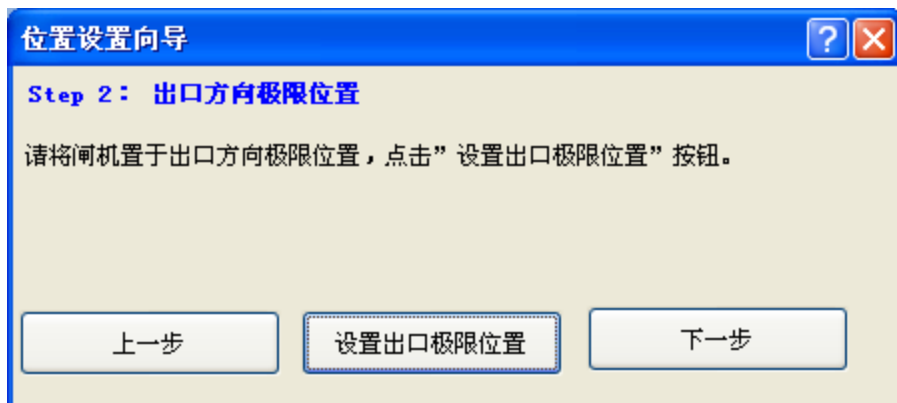 位置设置向导
Step 2： 出口方向极限位置
请将闸机置于出口方向极限位置，点击”设置出口极限位置”按钮。
上一步
设置出口极限位置
下一步